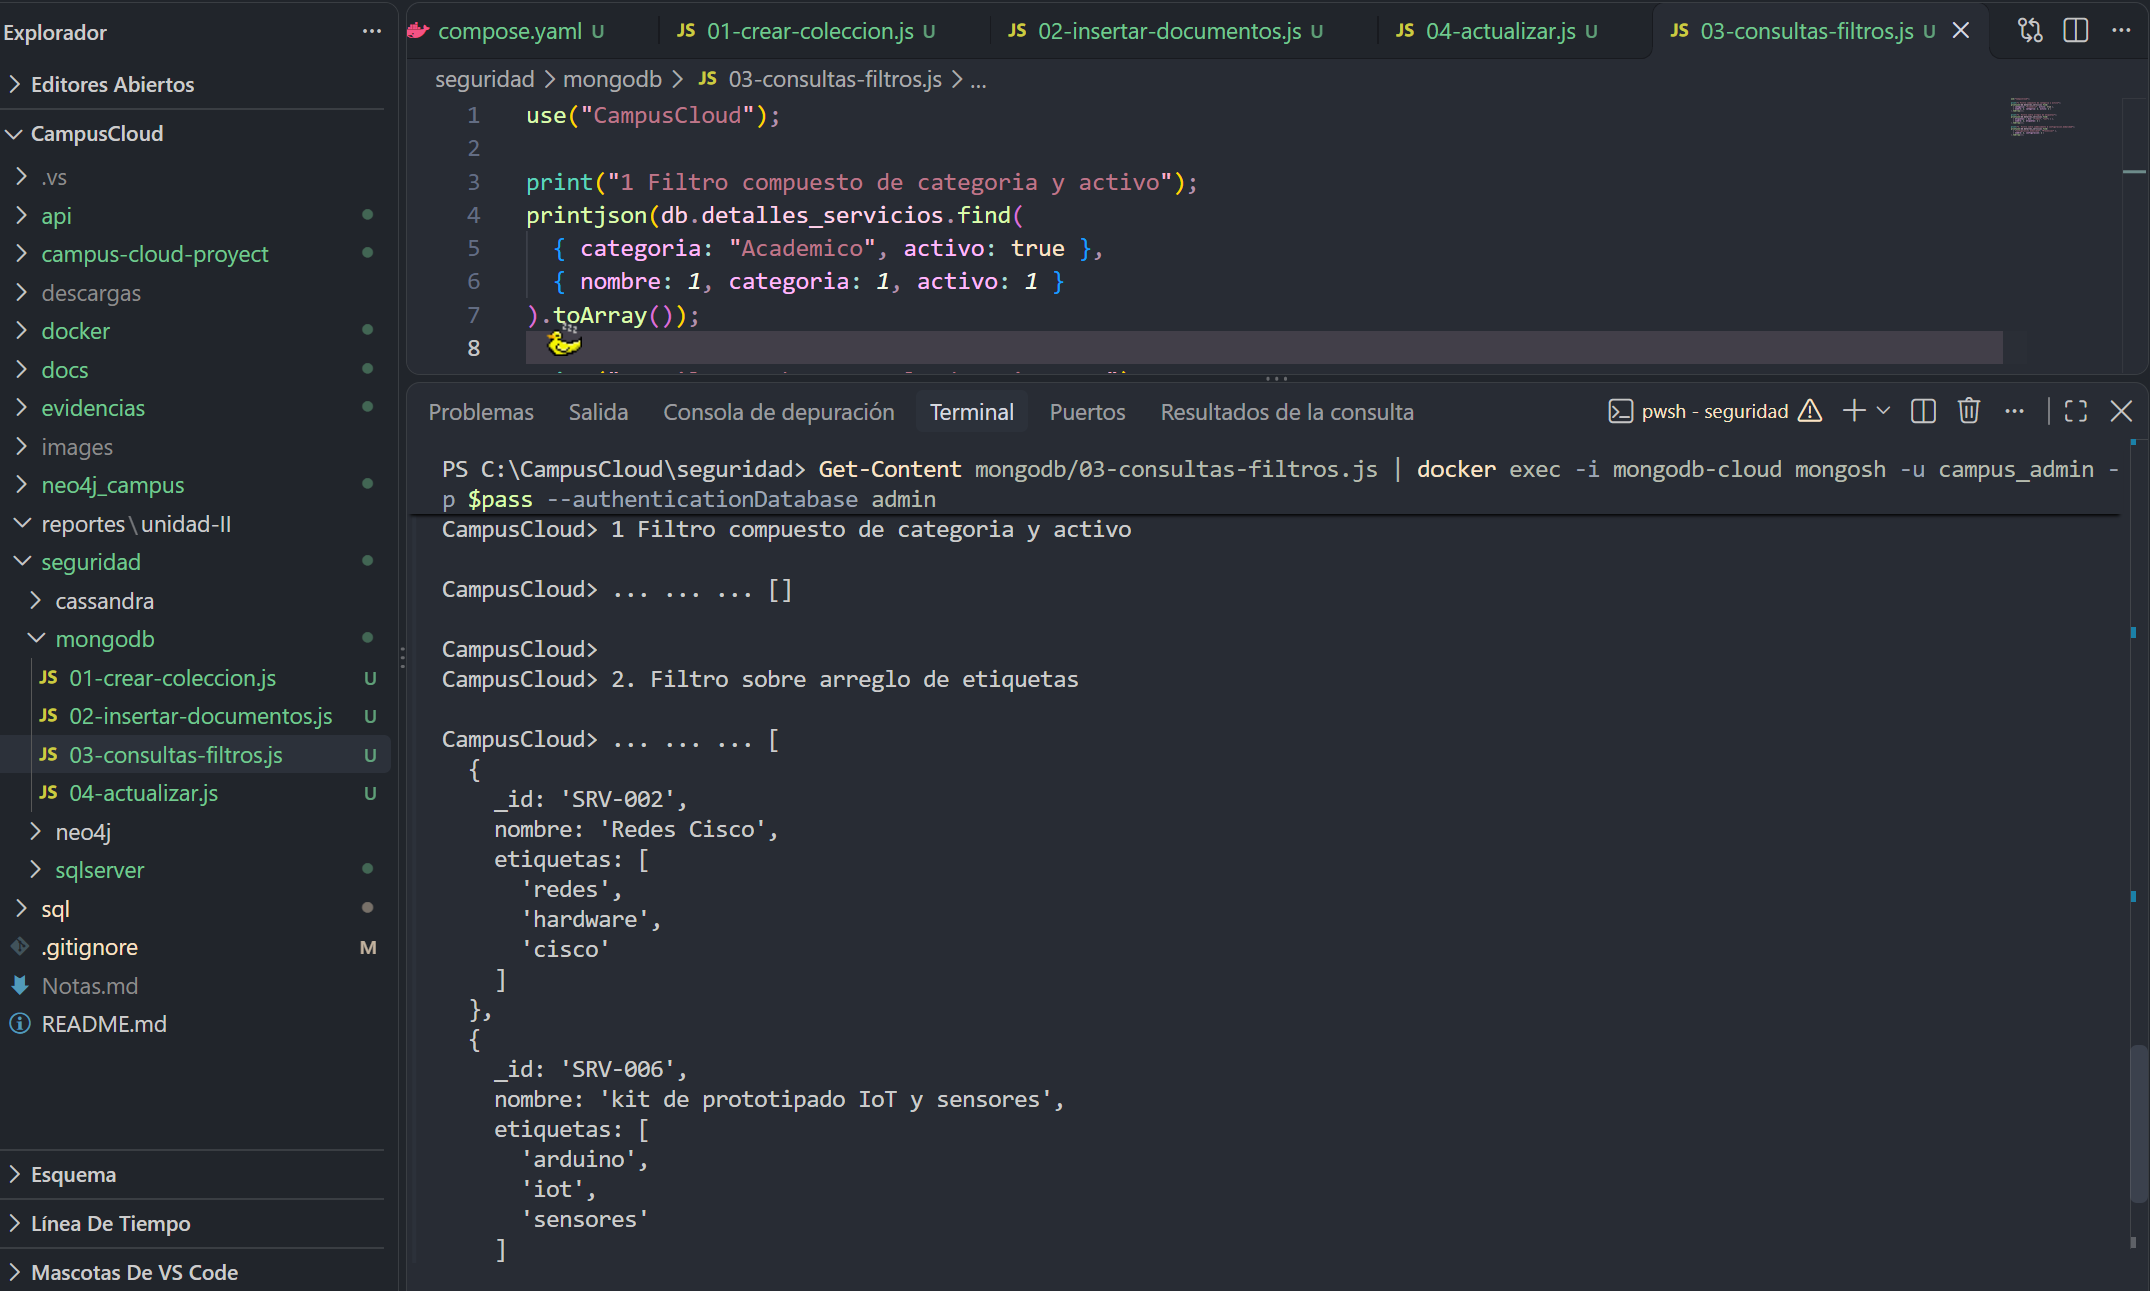 Explorador
Editores Abiertos
CampusCloud
.vs
api
campus-cloud-proyect
descargas
docker
docs
evidencias
images
neo4j_campus
reportes\unidad-II
seguridad
cassandra
mongodb
JS 01-crear-coleccion.js U
JS 02-insertar-documentos.js U
JS 03-consultas-filtros.js U
JS 04-actualizar.js U
neo4j
sqlserver
sql
.gitignore M
Notas.md
README.md
Esquema
Línea De Tiempo
Mascotas De VS Code
compose.yaml U
JS 01-crear-coleccion.js U
JS 02-insertar-documentos.js U
JS 04-actualizar.js U
JS 03-consultas-filtros.js U
seguridad > mongodb > JS 03-consultas-filtros.js > ...
1 use("CampusCloud");
2
3 print("1 Filtro compuesto de categoria y activo");
4 printjson(db.detalles_servicios.find(
5 { categoria: "Academico", activo: true },
6 { nombre: 1, categoria: 1, activo: 1 }
7 ).toArray());
8
Problemas Salida Consola de depuración Terminal Puertos Resultados de la consulta
pwsh - seguridad
PS C:\CampusCloud\seguridad> Get-Content mongodb/03-consultas-filtros.js | docker exec -i mongodb-cloud mongosh -u campus_admin -
p $pass --authenticationDatabase admin
CampusCloud> 1 Filtro compuesto de categoria y activo
CampusCloud> ... ... ... []
CampusCloud>
CampusCloud> 2. Filtro sobre arreglo de etiquetas
CampusCloud> ... ... ... [
{
_id: 'SRV-002',
nombre: 'Redes Cisco',
etiquetas: [
'redes',
'hardware',
'cisco'
]
},
{
_id: 'SRV-006',
nombre: 'kit de prototipado IoT y sensores',
etiquetas: [
'arduino',
'iot',
'sensores'
]